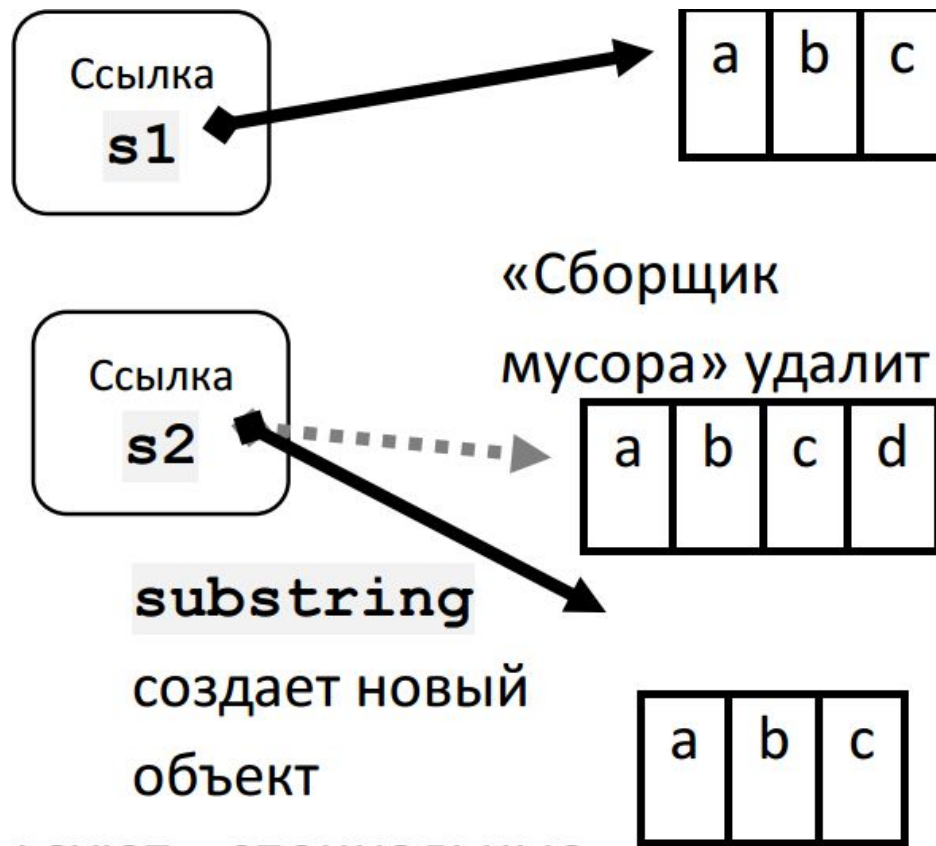 Ссылка
s1
a b c
«Сборщик
мусора» удалит
Ссылка
s2
a b c d
substring
создает новый
объект
a b c